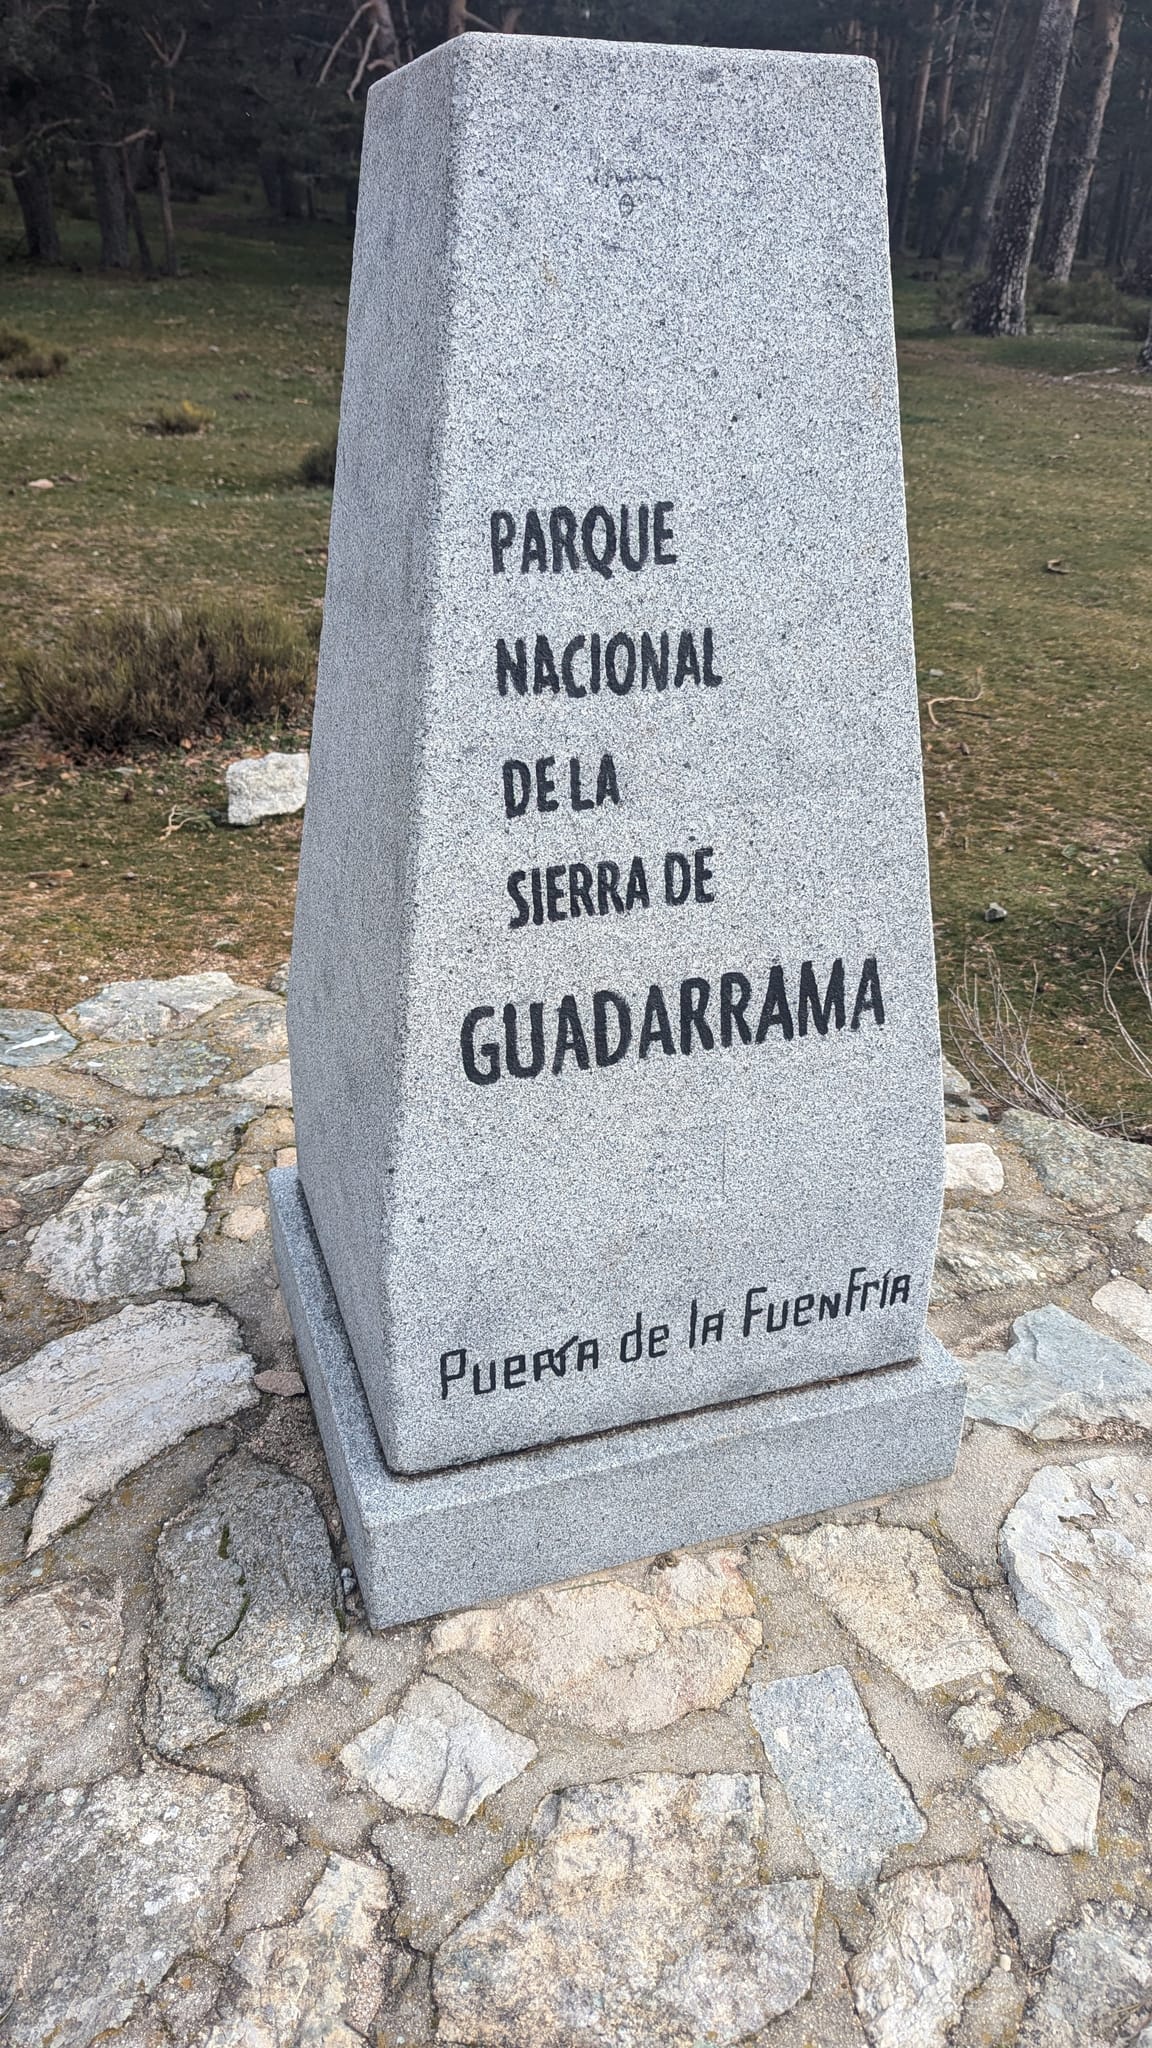 PARQUE
NACIONAL
DE LA
SIERRA DE
GUADARRAMA
PUERTA de la FUENFRÍA